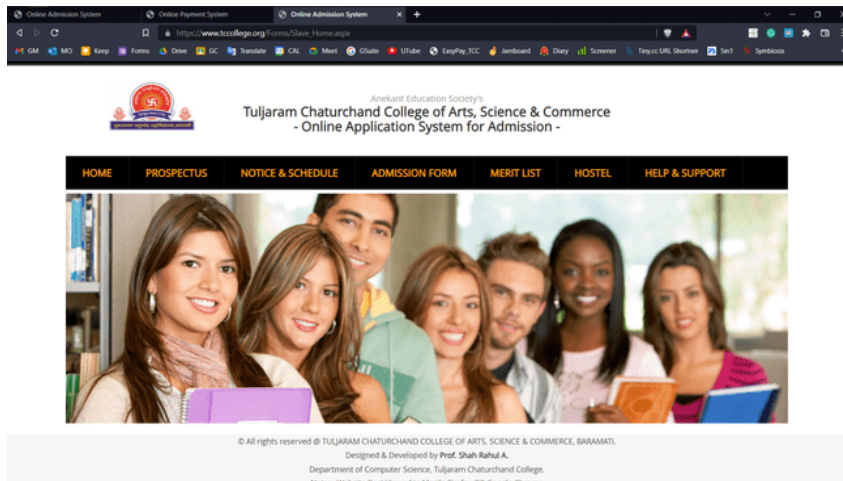 Online Admission System
Online Payment System
Online Admission System
https://www.tccollege.org/Forms/Slave_Home.aspx
GM MO Keep Forms Drive GC Translate CAL Meet GSuite UTube EasyPay_TCC Jamboard Diary Screener Tiny.cc URL Shortner Sin1 Symbiosis
Anekant Education Society's
Tuljaram Chaturchand College of Arts, Science & Commerce
- Online Application System for Admission -
HOME PROSPECTUS NOTICE & SCHEDULE ADMISSION FORM MERIT LIST HOSTEL HELP & SUPPORT
© All rights reserved @ TULJARAM CHATURCHAND COLLEGE OF ARTS, SCIENCE & COMMERCE, BARAMATI.
Designed & Developed by Prof. Shah Rahul A.
Department of Computer Science, Tuljaram Chaturchand College.